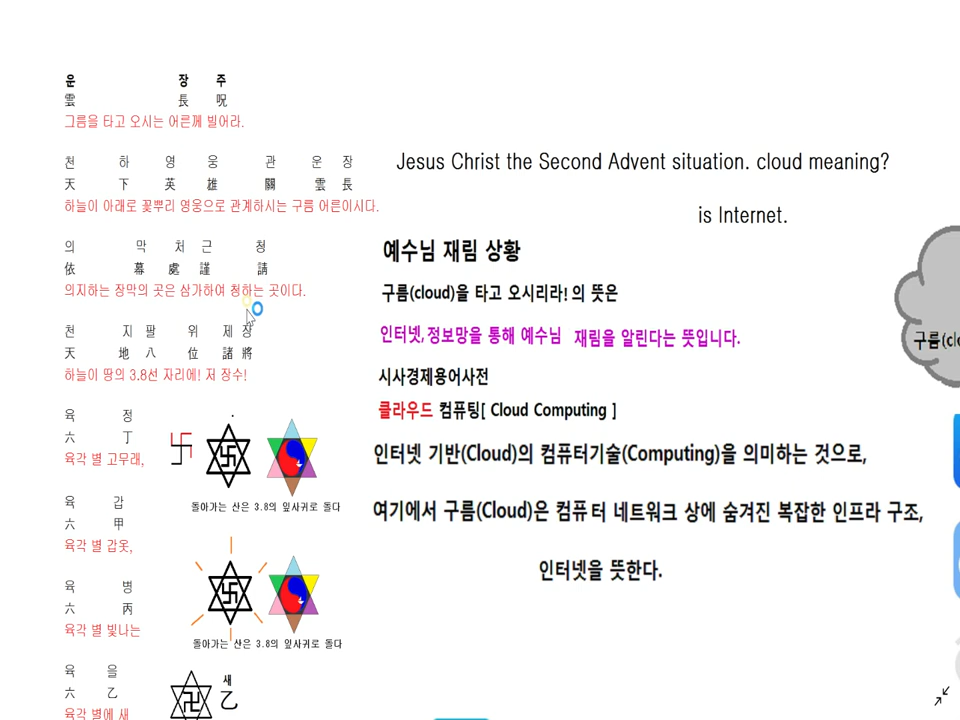 운 장 주
雲 長 呪
그름을 타고 오시는 어른께 빌어라.
천 하 영 웅 관 운 장
天 下 英 雄 關 雲 長
하늘이 아래로 꽃뿌리 영웅으로 관계하시는 구름 어른이시다.
의 막 처 근 청
依 幕 處 謹 請
의지하는 장막의 곳은 삼가하여 청하는 곳이다.
천 지 팔 위 제 장
天 地 八 位 諸 將
하늘이 땅의 3.8선 자리에! 저 장수!
육 정
六 丁
육각 별 고무래,
돌아가는 산은 3.8의 잎사귀로 돌다
육 갑
六 甲
육각 별 갑옷,
육 병
六 丙
육각 별 빛나는
돌아가는 산은 3.8의 잎사귀로 돌다
육 을
六 乙
육각 별에 새
새
乙
Jesus Christ the Second Advent situation. cloud meaning?
is Internet.
예수님 재림 상황
구름(cloud)을 타고 오시리라! 의 뜻은
인터넷,정보망을 통해 예수님 재림을 알린다는 뜻입니다.
시사경제용어사전
클라우드 컴퓨팅[ Cloud Computing ]
인터넷 기반(Cloud)의 컴퓨터기술(Computing)을 의미하는 것으로,
여기에서 구름(Cloud)은 컴퓨터 네트워크 상에 숨겨진 복잡한 인프라 구조,
인터넷을 뜻한다.
구름(clo